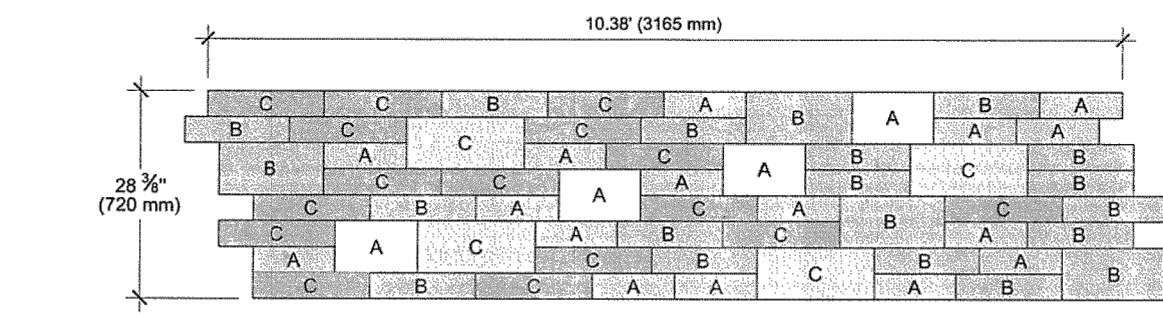 10.38' (3165 mm)
C C B C A B A
B A
B C C B A A
C
A A C B B
B A C
C C A B B
A
C B A C A C B
B
C A B C A B
A C
A C B B A
C B
C B C A A A B
28 ⅜"
(720 mm)